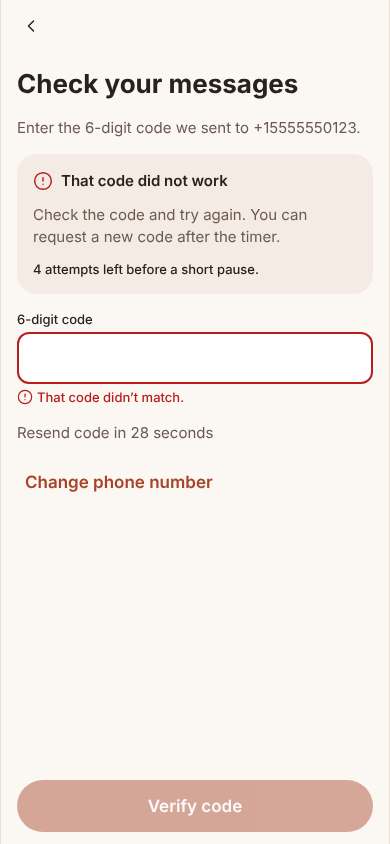 Check your messages
Enter the 6-digit code we sent to +15555550123.
That code did not work
Check the code and try again. You can
request a new code after the timer.
4 attempts left before a short pause.
6-digit code
That code didn’t match.
Resend code in 28 seconds
Change phone number
Verify code